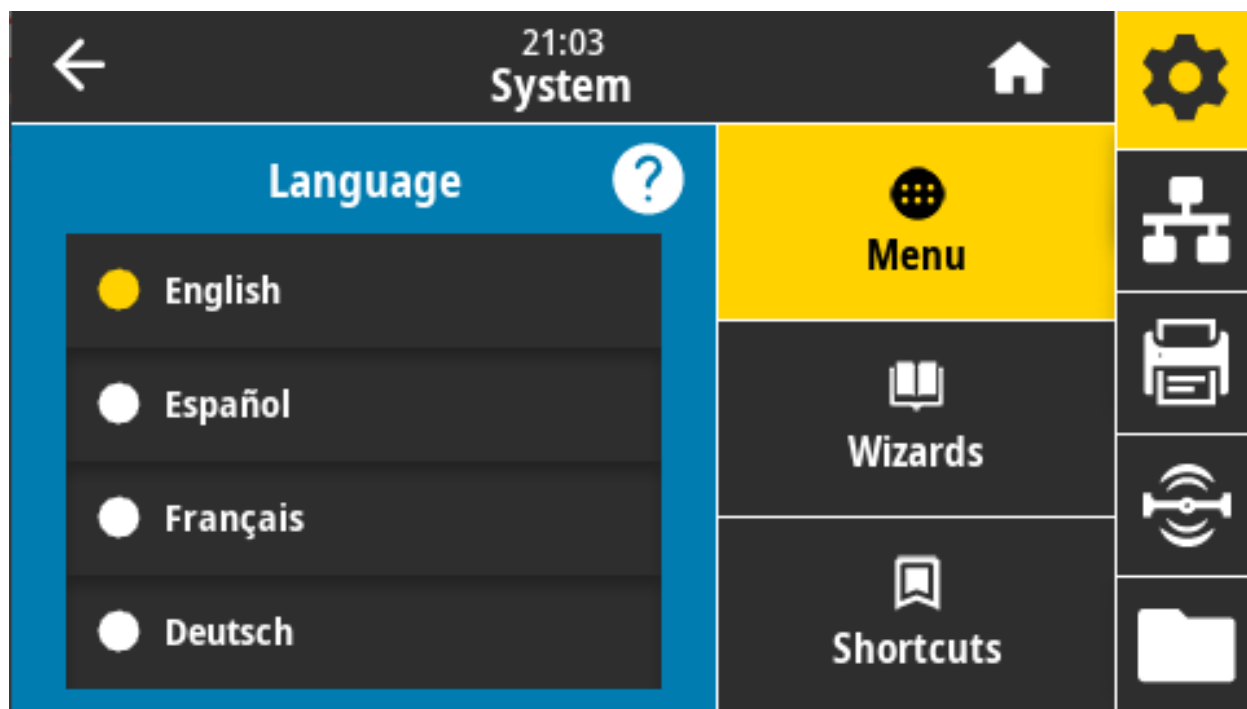 21:03
System
Language
?
English
Español
Français
Deutsch
Menu
Wizards
Shortcuts